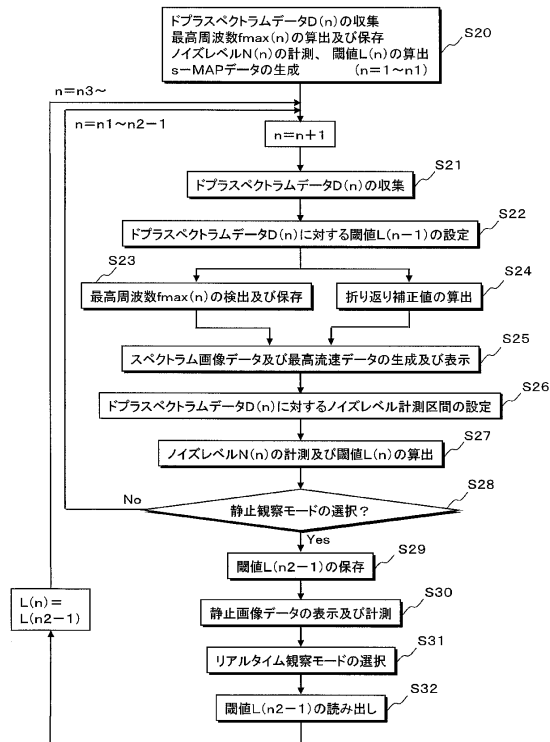 ドプラスペクトラムデータD(n)の収集
最高周波数fmax(n)の算出及び保存
ノイズレベルN(n)の計測、閾値L(n)の算出
s－MAPデータの生成 (n＝1～n1)
S20
n=n3～
n=n1～n2－1
n＝n＋1
S21
ドプラスペクトラムデータD(n)の収集
S22
ドプラスペクトラムデータD(n)に対する閾値L(n－1)の設定
S23
最高周波数fmax(n)の検出及び保存
S24
折り返り補正値の算出
S25
スペクトラム画像データ及び最高流速データの生成及び表示
S26
ドプラスペクトラムデータD(n)に対するノイズレベル計測区間の設定
S27
ノイズレベルN(n)の計測及び閾値L(n)の算出
S28
No
静止観察モードの選択？
Yes
S29
閾値L(n2－1)の保存
S30
静止画像データの表示及び計測
L(n)＝
L(n2－1)
S31
リアルタイム観察モードの選択
S32
閾値L(n2－1)の読み出し